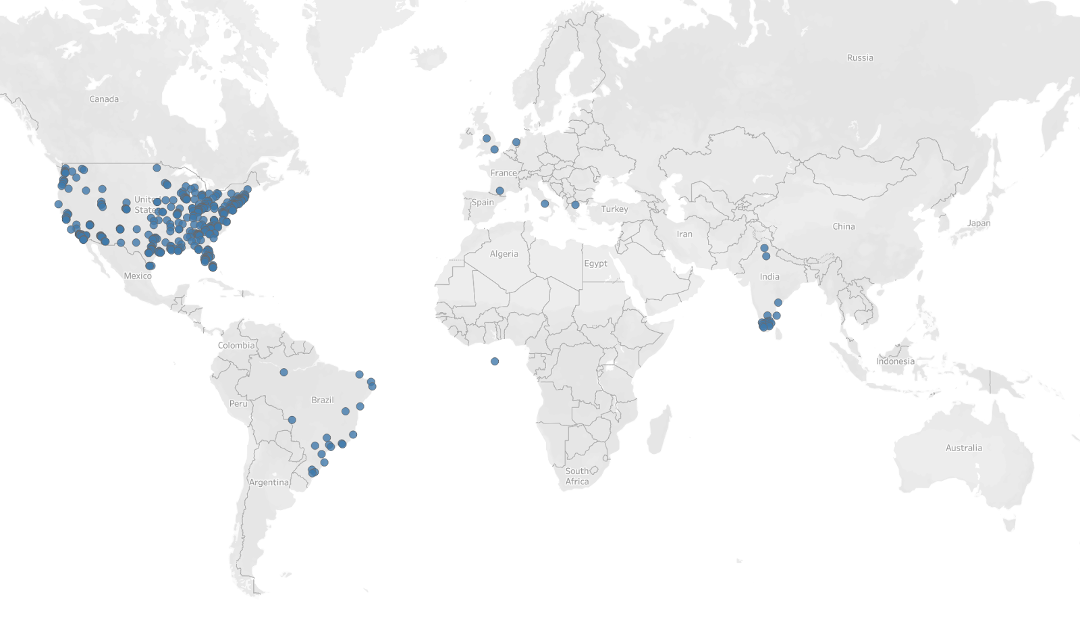 Russia
Canada
France
United
States
Spain
Turkey
Japan
China
Iran
Algeria
Egypt
Mexico
India
Colombia
Indonesia
Peru
Brazil
Australia
South
Africa
Argentina